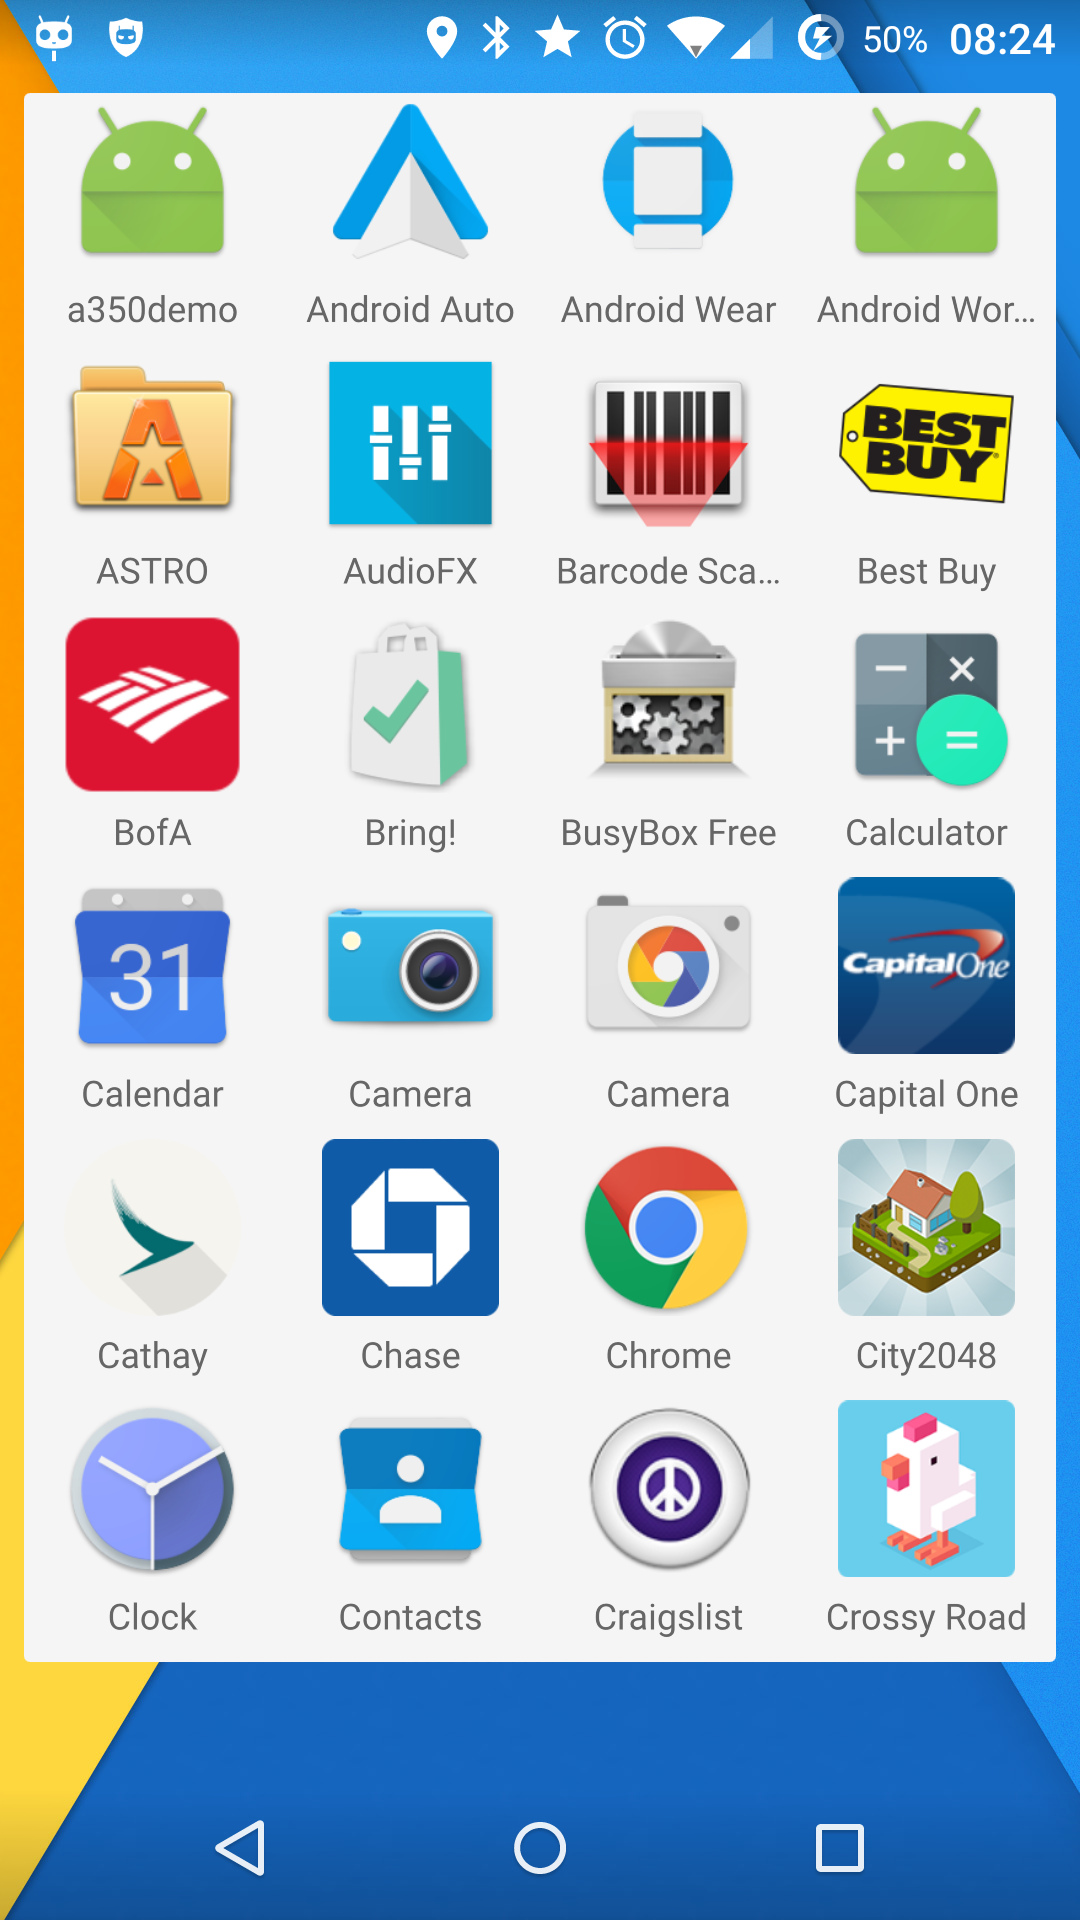 50% 08:24
a350demo Android Auto Android Wear Android Wor...
BEST BUY
ASTRO AudioFX Barcode Sca... Best Buy
BofA Bring! BusyBox Free Calculator
31 CapitalOne
Calendar Camera Camera Capital One
Cathay Chase Chrome City2048
Clock Contacts Craigslist Crossy Road